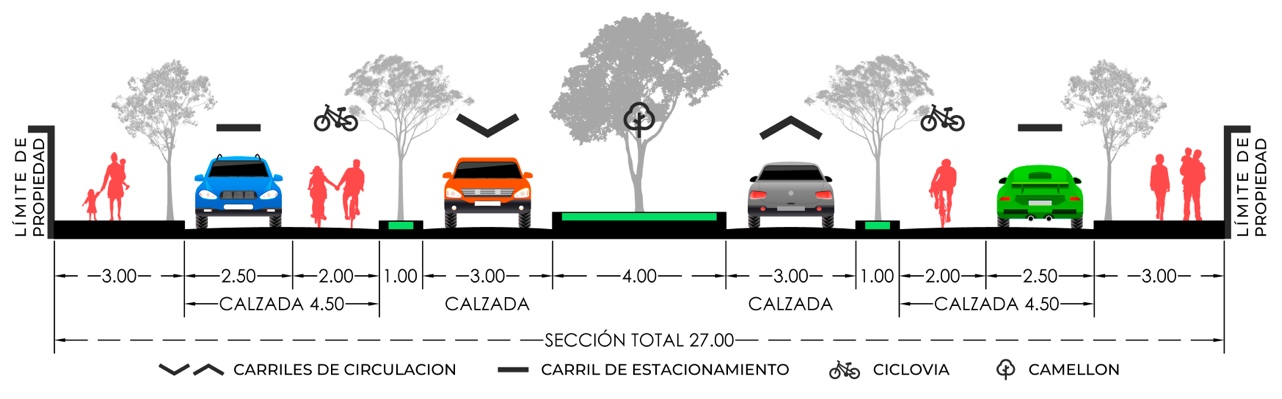 LÍMITE DE
PROPIEDAD
LÍMITE DE
PROPIEDAD
3.00 2.50 2.00 1.00 3.00 4.00 3.00 1.00 2.00 2.50 3.00
CALZADA 4.50 CALZADA CALZADA CALZADA 4.50
SECCIÓN TOTAL 27.00
CARRILES DE CIRCULACION CARRIL DE ESTACIONAMIENTO CICLOVIA CAMELLON